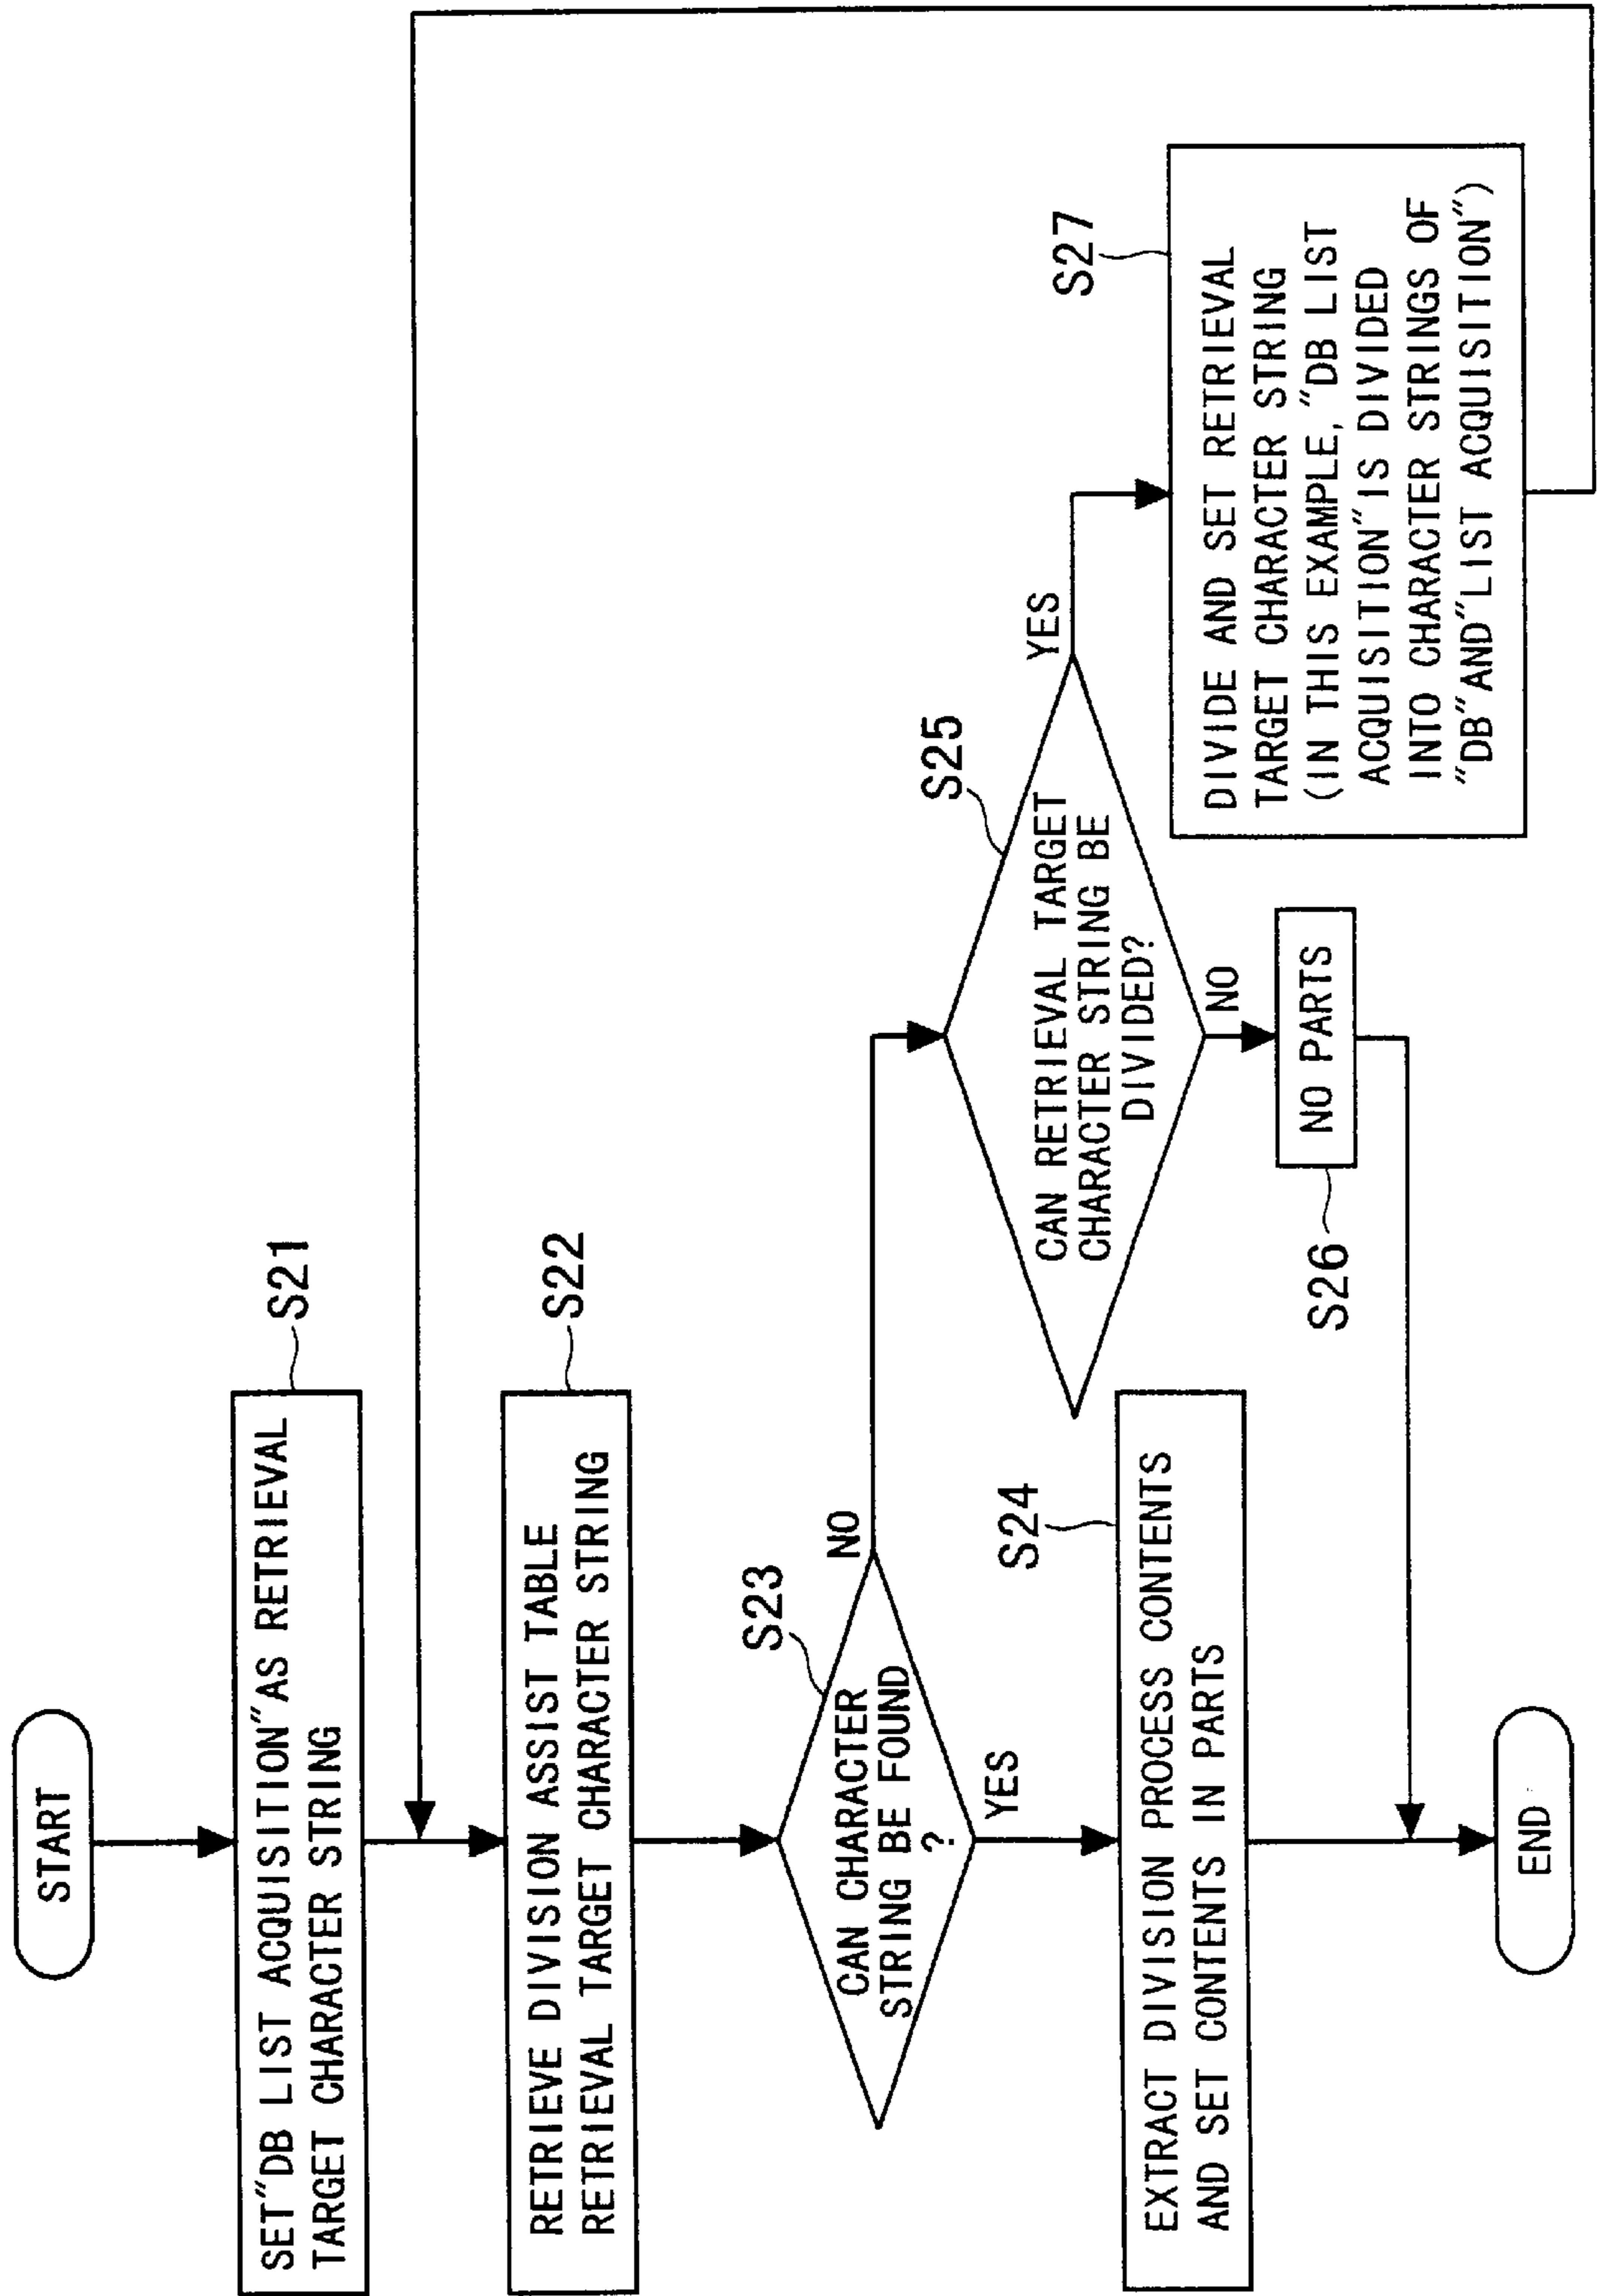 START
SET"DB LIST ACQUISITION"AS RETRIEVAL
TARGET CHARACTER STRING
S21
RETRIEVE DIVISION ASSIST TABLE
RETRIEVAL TARGET CHARACTER STRING
S22
CAN CHARACTER
STRING BE FOUND
?
S23
NO
YES
EXTRACT DIVISION PROCESS CONTENTS
AND SET CONTENTS IN PARTS
S24
CAN RETRIEVAL TARGET
CHARACTER STRING BE
DIVIDED?
S25
YES
NO
NO PARTS
S26
DIVIDE AND SET RETRIEVAL
TARGET CHARACTER STRING
(IN THIS EXAMPLE, "DB LIST
ACQUISITION"IS DIVIDED
INTO CHARACTER STRINGS OF
"DB"AND"LIST ACQUISITION")
S27
END